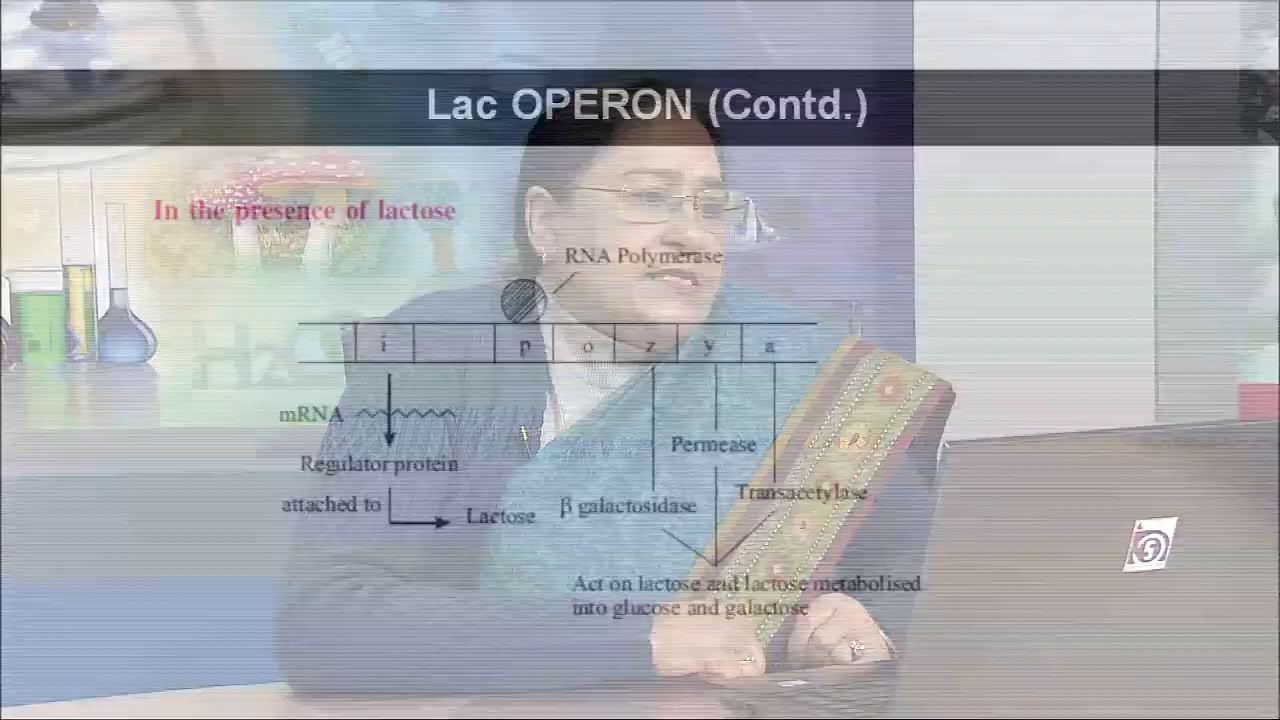 Lac OPERON (Contd.)
In the presence of lactose
RNA Polymerase
i p o z y a
mRNA
Permease
Regulator protein
Transacetylase
attached to
β galactosidase
Lactose
Act on lactose and lactose metabolised
into glucose and galactose